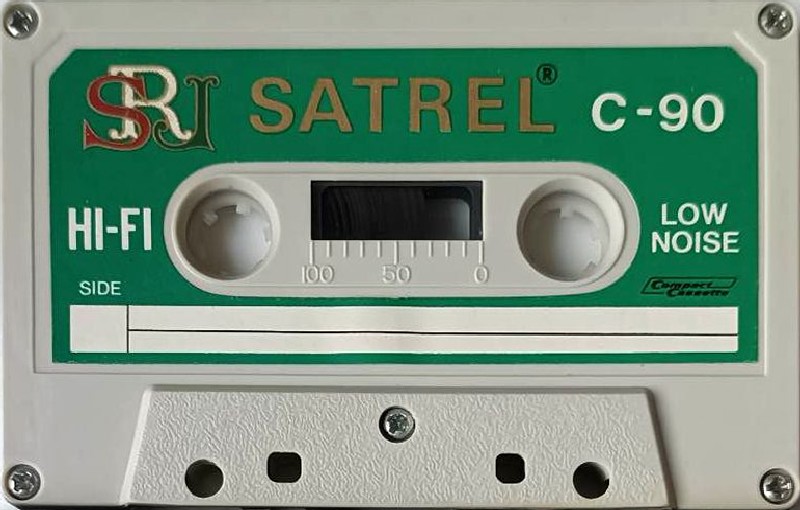 SRJ SATREL® C-90
HI-FI
LOW
NOISE
100 50 0
SIDE
Compact
Cassette